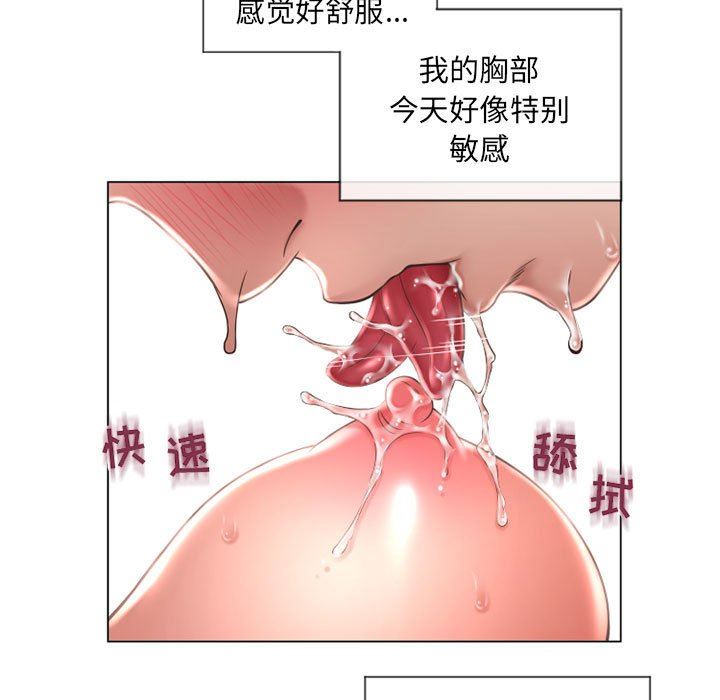 感觉好舒服...
我的胸部
今天好像特别
敏感
快速
舔拭